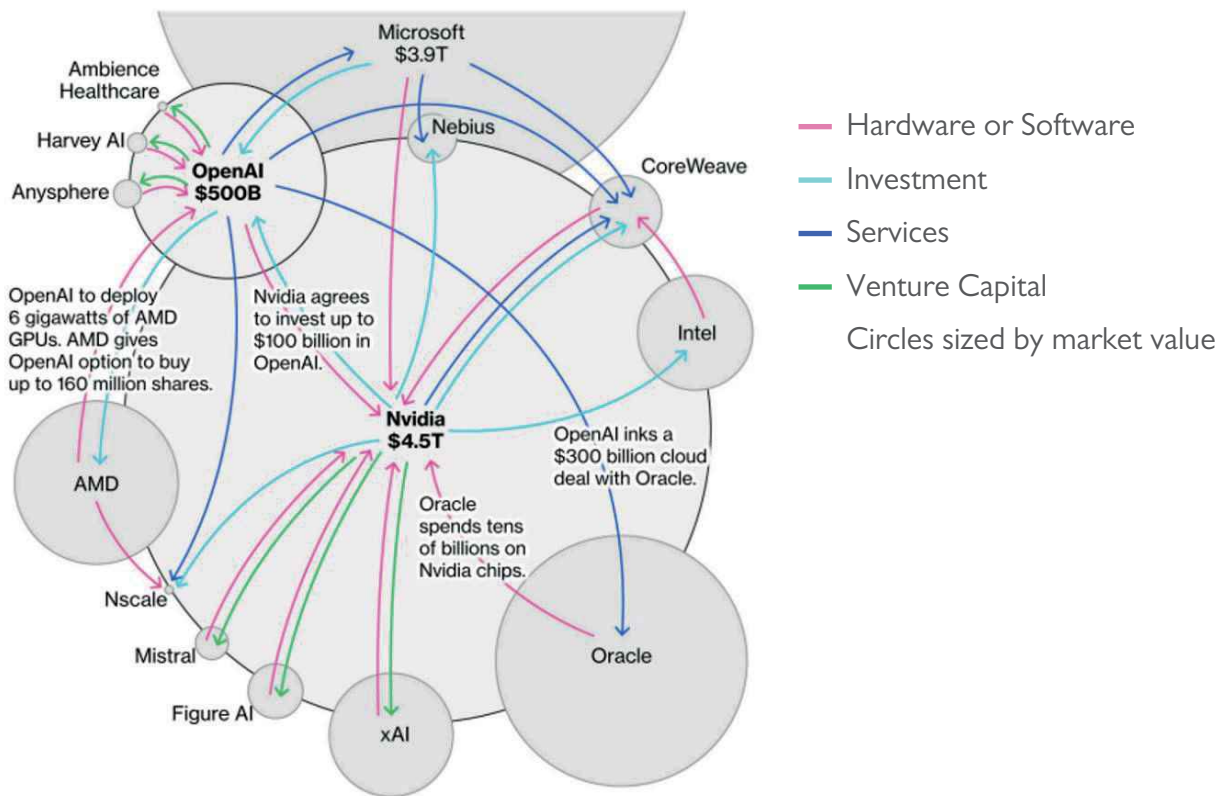 Microsoft
$3.9T
Ambience
Healthcare
Harvey AI
Anysphere
OpenAI
$500B
Nebius
CoreWeave
Hardware or Software
Investment
Services
Venture Capital
Circles sized by market value
OpenAI to deploy
6 gigawatts of AMD
GPUs. AMD gives
OpenAI option to buy
up to 160 million shares.
Nvidia agrees
to invest up to
$100 billion in
OpenAI.
Intel
Nvidia
$4.5T
OpenAI inks a
$300 billion cloud
deal with Oracle.
AMD
Oracle
spends tens
of billions on
Nvidia chips.
Nscale
Mistral
Figure AI
xAI
Oracle